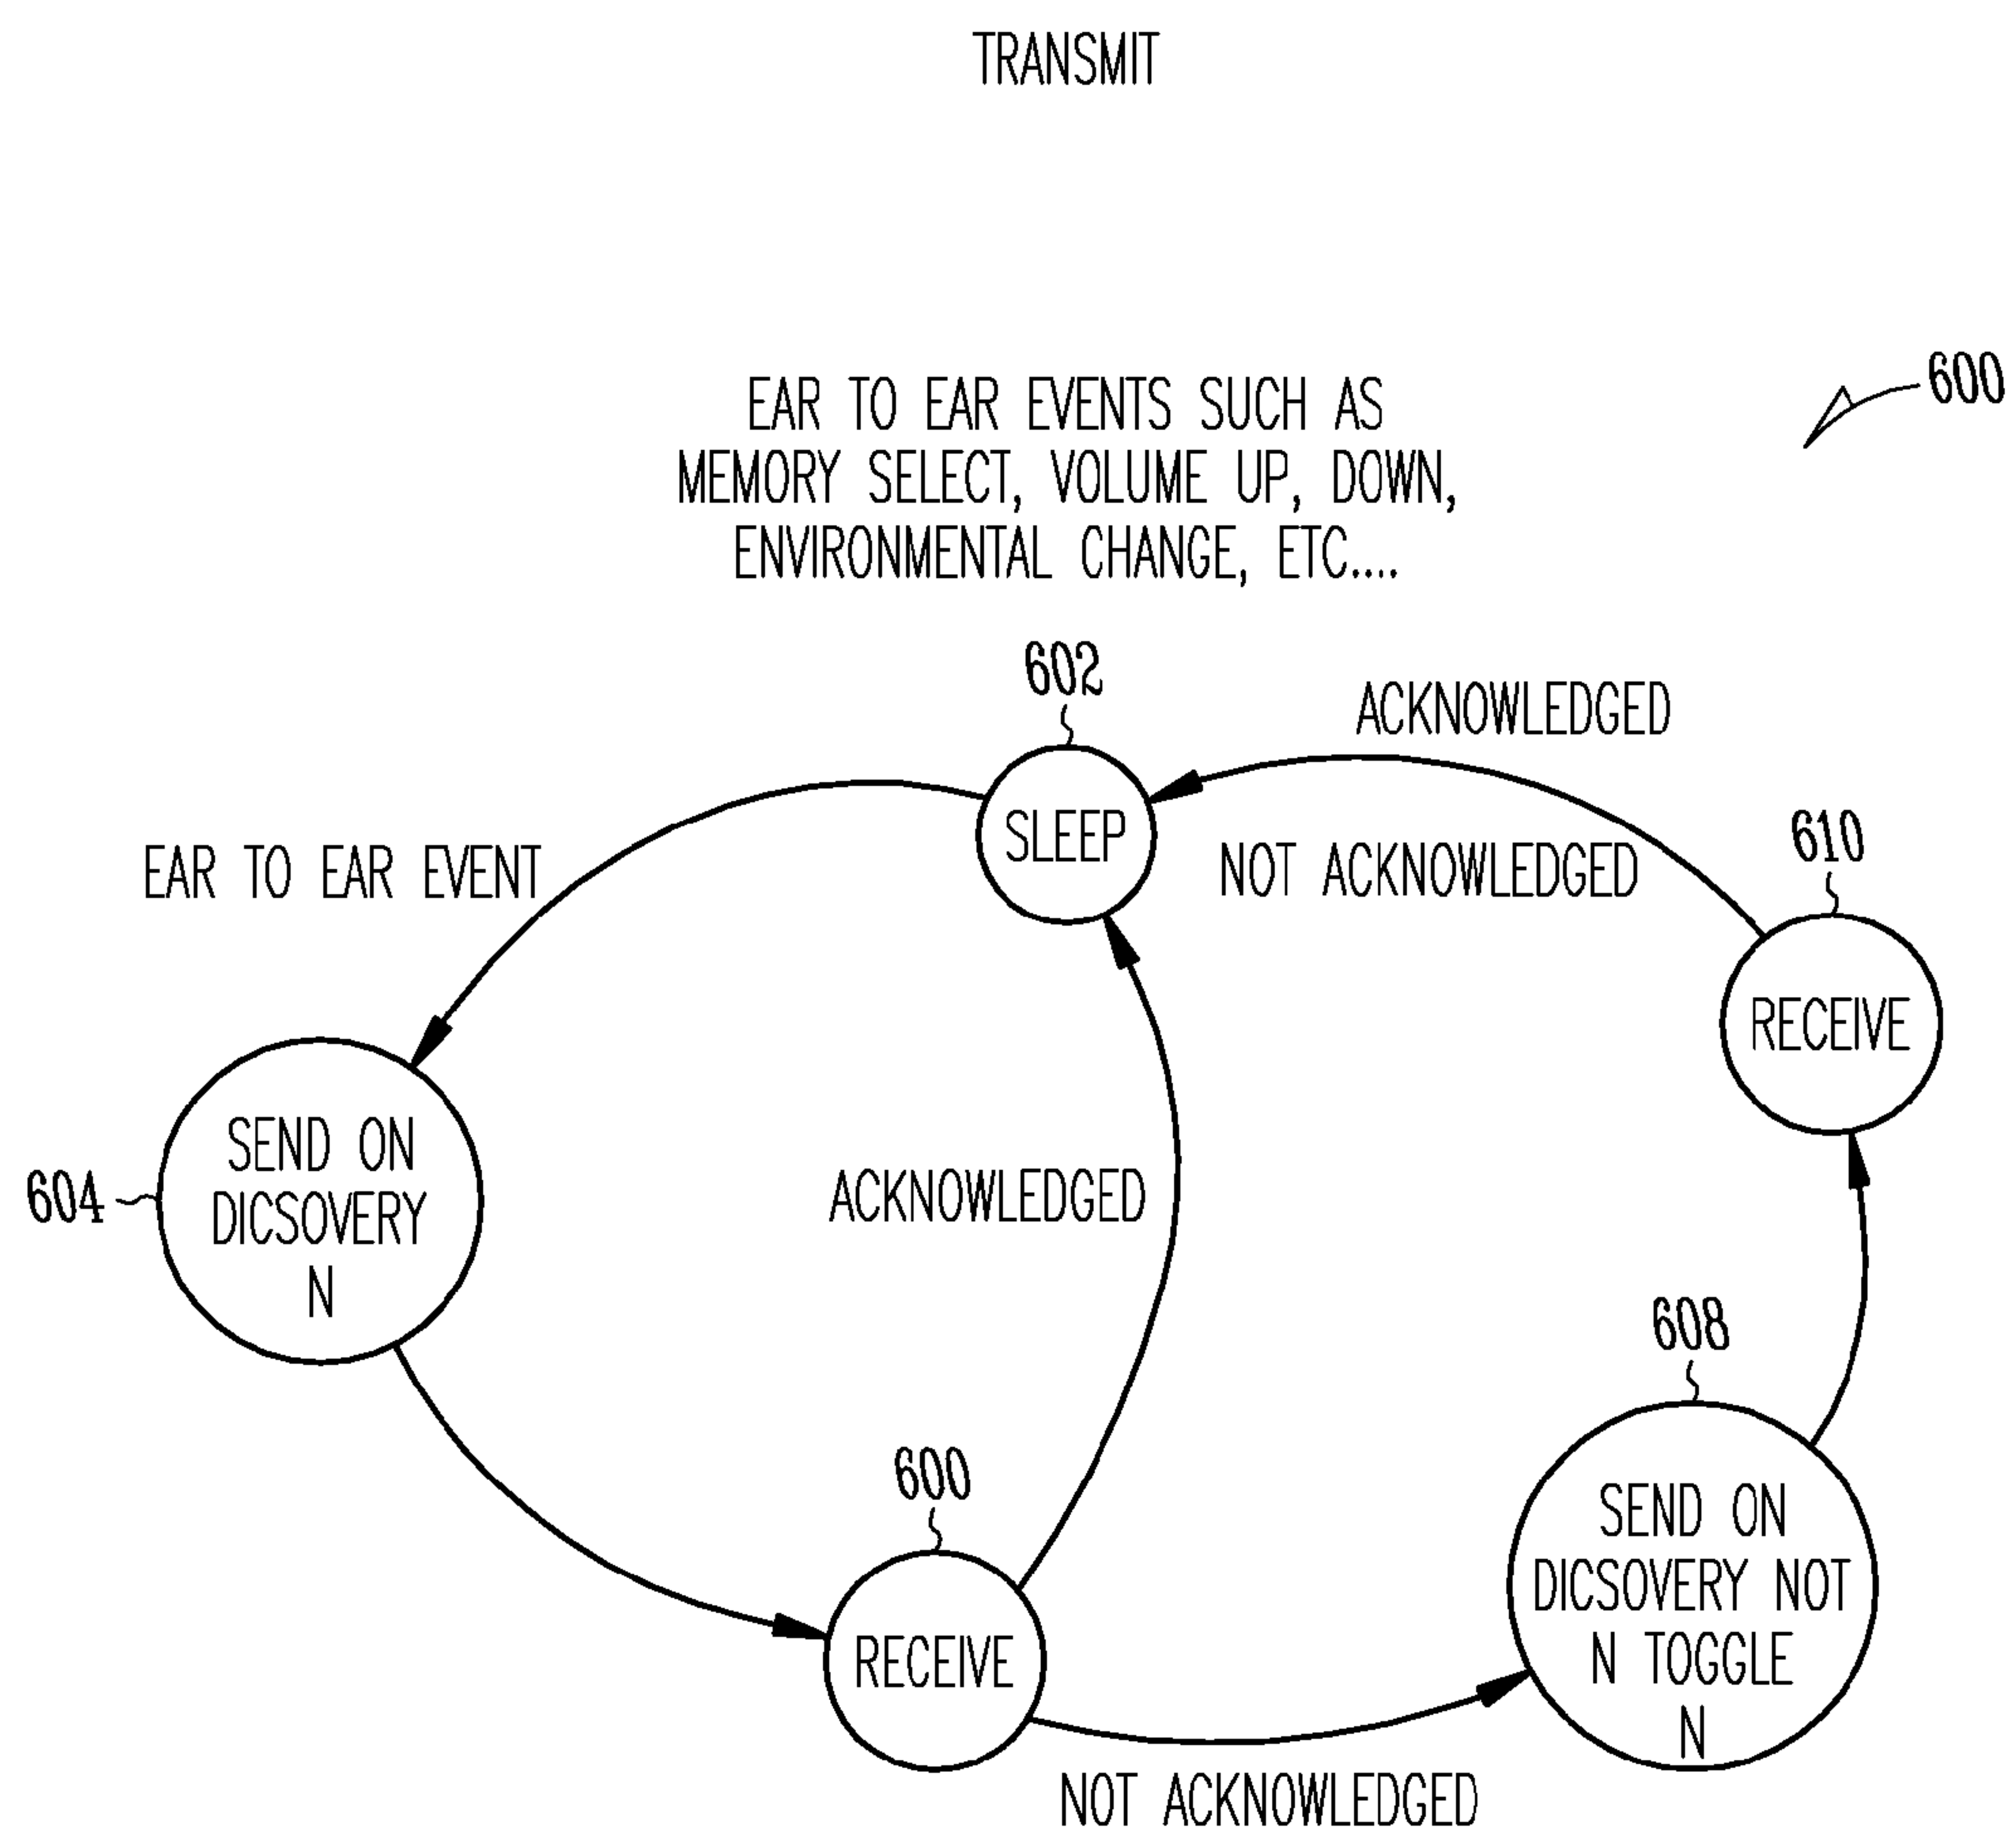 TRANSMIT
600
EAR TO EAR EVENTS SUCH AS
MEMORY SELECT, VOLUME UP, DOWN,
ENVIRONMENTAL CHANGE, ETC....
602
ACKNOWLEDGED
SLEEP
610
EAR TO EAR EVENT
NOT ACKNOWLEDGED
RECEIVE
604
SEND ON
DICSOVERY
N
ACKNOWLEDGED
608
600
SEND ON
DICSOVERY NOT
N TOGGLE
N
RECEIVE
NOT ACKNOWLEDGED